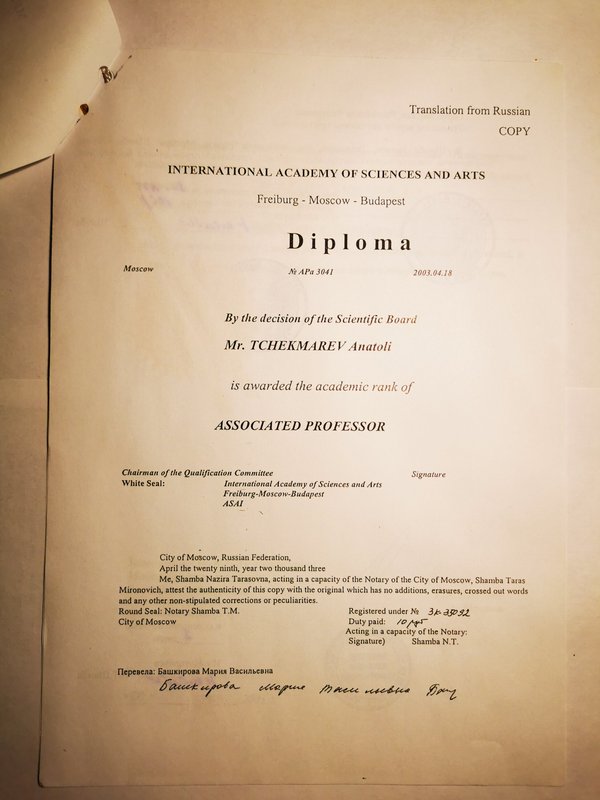 Translation from Russian
COPY
INTERNATIONAL ACADEMY OF SCIENCES AND ARTS
Freiburg - Moscow - Budapest
Diploma
Moscow № APa 3041 2003.04.18
By the decision of the Scientific Board
Mr. TCHEKMAREV Anatoli
is awarded the academic rank of
ASSOCIATED PROFESSOR
Chairman of the Qualification Committee Signature
White Seal: International Academy of Sciences and Arts
Freiburg-Moscow-Budapest
ASAI
City of Moscow, Russian Federation,
April the twenty ninth, year two thousand three
Me, Shamba Nazira Tarasovna, acting in a capacity of the Notary of the City of Moscow, Shamba Taras
Mironovich, attest the authenticity of this copy with the original which has no additions, erasures, crossed out words
and any other non-stipulated corrections or peculiarities.
Round Seal: Notary Shamba T.M. Registered under №
City of Moscow Duty paid: 10 руб
Acting in a capacity of the Notary:
Signature) Shamba N.T.
Перевела: Башкирова Мария Васильевна
Башкирова Мария Васильевна